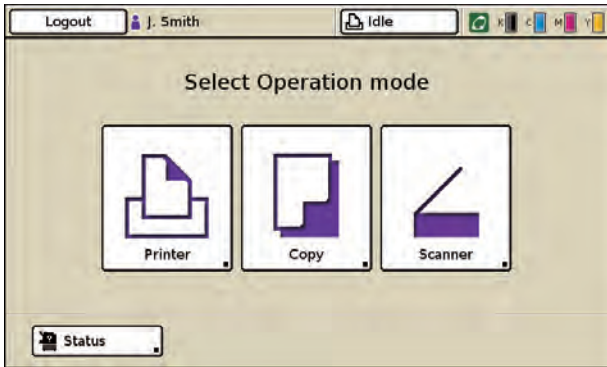 Logout
J. Smith
Idle
K C M Y
Select Operation mode
Printer
Copy
Scanner
Status